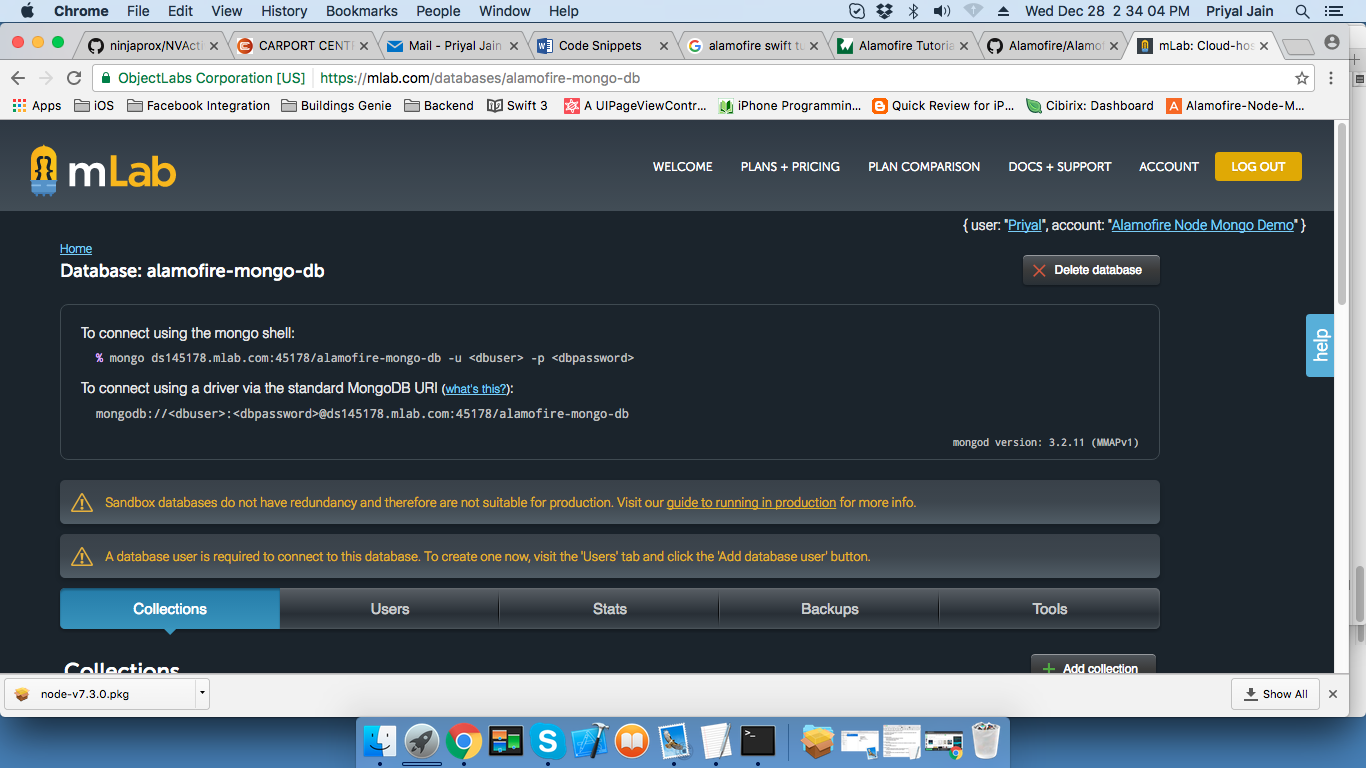 Chrome File Edit View History Bookmarks People Window Help Wed Dec 28 2 34 04 PM Priyal Jain
ninjaprox/NVActi CARPORT CENT Mail - Priyal Jain Code Snippets alamofire swift tu Alamofire Tutoria Alamofire/Alamof mLab: Cloud-hos
ObjectLabs Corporation [US] https://mlab.com/databases/alamofire-mongo-db
Apps iOS Facebook Integration Buildings Genie Backend Swift 3 A UIPageViewContr... iPhone Programmin... Quick Review for iP... Cibirix: Dashboard Alamofire-Node-M...
mLab
WELCOME PLANS + PRICING PLAN COMPARISON DOCS + SUPPORT ACCOUNT LOG OUT
{ user: "Priyal", account: "Alamofire Node Mongo Demo" }
Home
Database: alamofire-mongo-db
Delete database
To connect using the mongo shell:
% mongo ds145178.mlab.com:45178/alamofire-mongo-db -u <dbuser> -p <dbpassword>
To connect using a driver via the standard MongoDB URI (what's this?):
mongodb://<dbuser>:<dbpassword>@ds145178.mlab.com:45178/alamofire-mongo-db
mongod version: 3.2.11 (MMAPv1)
help
Sandbox databases do not have redundancy and therefore are not suitable for production. Visit our guide to running in production for more info.
A database user is required to connect to this database. To create one now, visit the 'Users' tab and click the 'Add database user' button.
Collections Users Stats Backups Tools
Collections
Add collection
node-v7.3.0.pkg
Show All